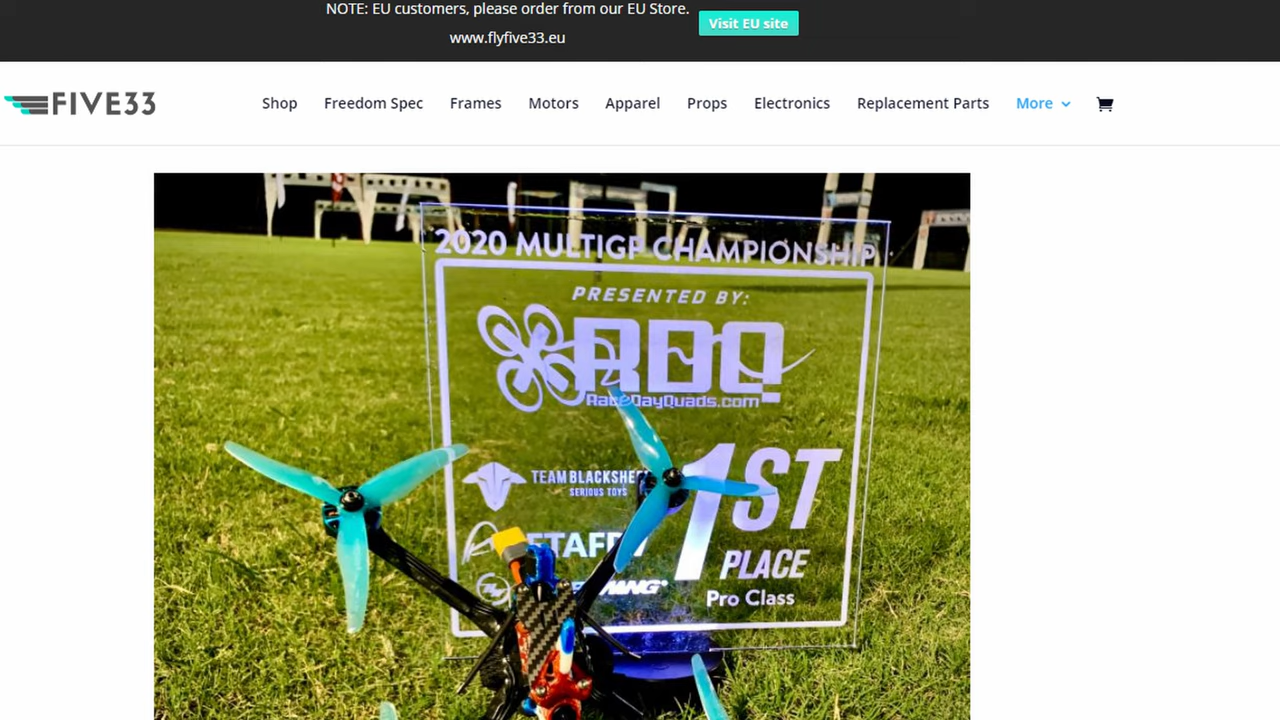 NOTE: EU customers, please order from our EU Store.
www.flyfive33.eu
Visit EU site
FIVE33
Shop Freedom Spec Frames Motors Apparel Props Electronics Replacement Parts More
2020 MULTIGP CHAMPIONSHIP
PRESENTED BY:
RDQ
RaceDayQuads.com
TEAM BLACKSHEE
SERIOUS TOYS
1ST
PLACE
Pro Class